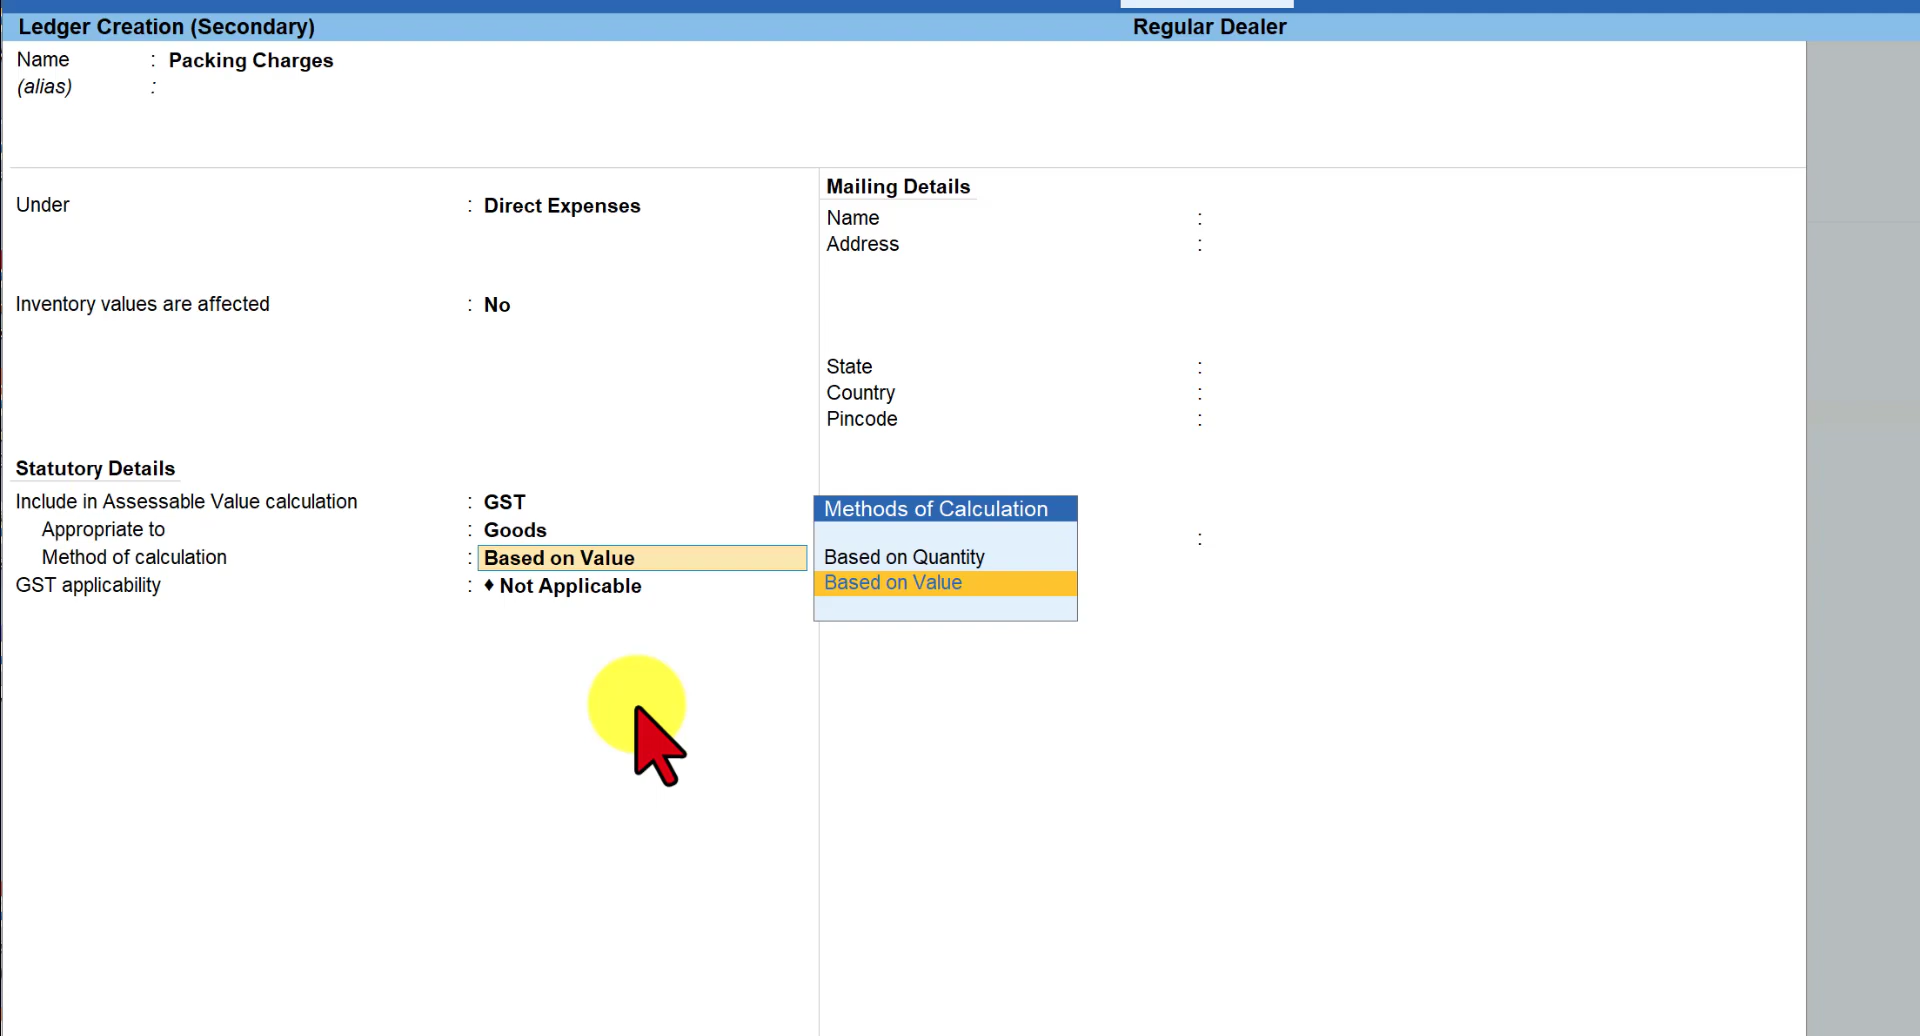 Ledger Creation (Secondary)
Regular Dealer
Name : Packing Charges
(alias) :
Under : Direct Expenses
Inventory values are affected : No
Mailing Details
Name :
Address :
State :
Country :
Pincode :
Statutory Details
Include in Assessable Value calculation : GST
Appropriate to : Goods
Method of calculation : Based on Value
GST applicability : ♦ Not Applicable
Methods of Calculation
Based on Quantity
Based on Value
: